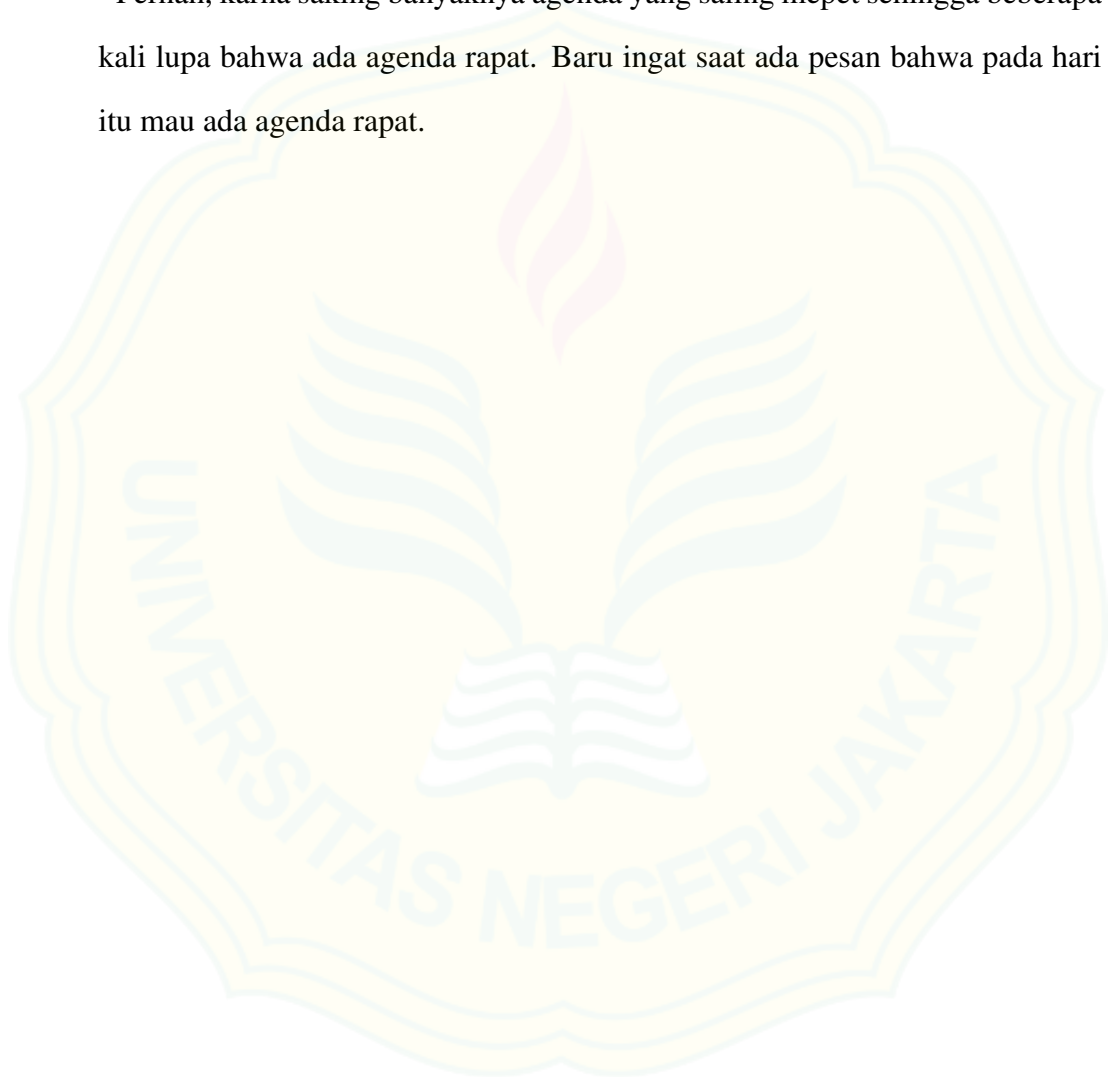 Pernah, karna saking banyaknya agenda yang saling mepet sehingga beberapa
kali lupa bahwa ada agenda rapat. Baru ingat saat ada pesan bahwa pada hari
itu mau ada agenda rapat.
UNIVERSITAS NEGERI JAKARTA